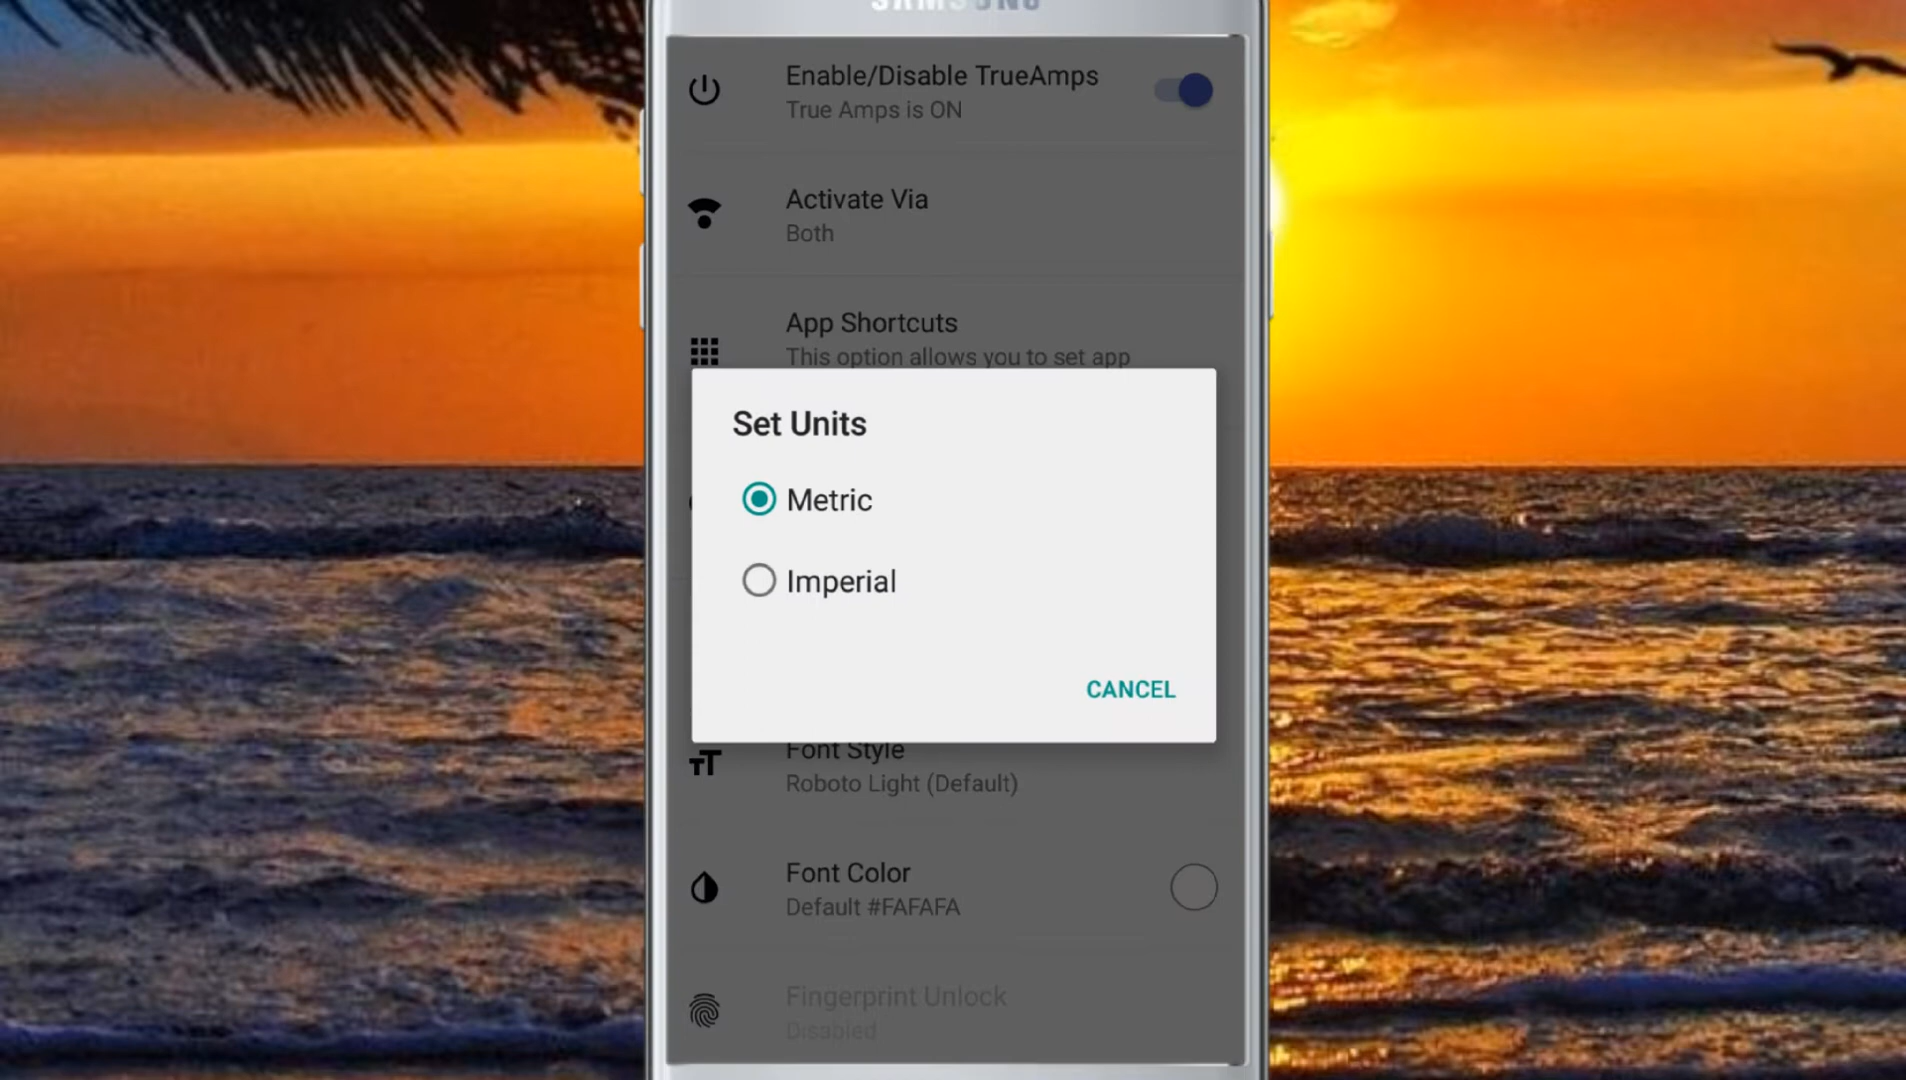 SAMSUNG
Enable/Disable TrueAmps
True Amps is ON
Activate Via
Both
App Shortcuts
This option allows you to set app
Set Units
Metric
Imperial
CANCEL
Font Style
Roboto Light (Default)
Font Color
Default #FAFAFA
Fingerprint Unlock
Disabled